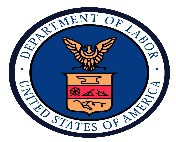 DEPARTMENT OF LABOR
UNITED STATES OF AMERICA